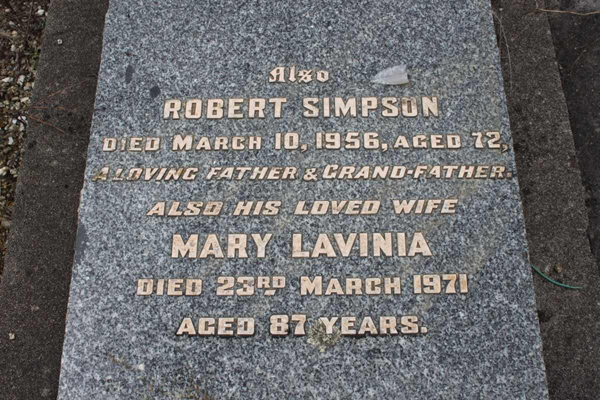 Also
ROBERT SIMPSON
DIED MARCH 10, 1956, AGED 72,
A LOVING FATHER & GRAND-FATHER.
ALSO HIS LOVED WIFE
MARY LAVINIA
DIED 23RD MARCH 1971
AGED 87 YEARS.